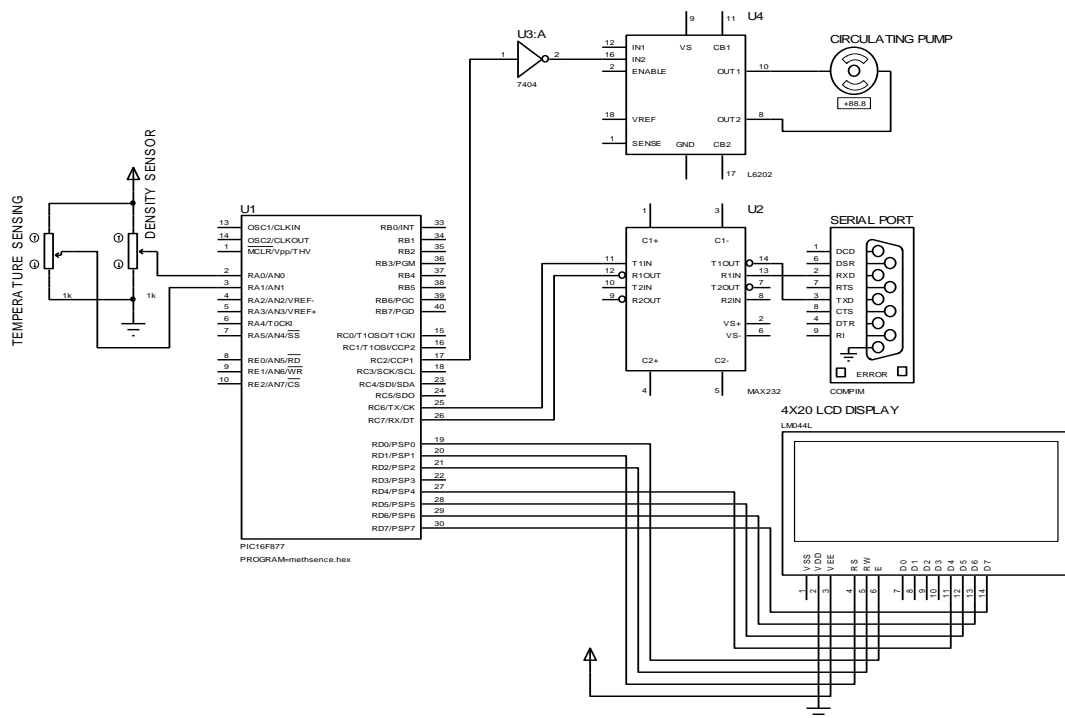 U4
9
11
U3:A
1
2
7404
12
IN1
16
IN2
2
ENABLE
18
VREF
1
SENSE
VS
CB1
OUT1
10
OUT2
8
GND
CB2
17
L6202
CIRCULATING PUMP
+88.8
TEMPERATURE SENSING
DENSITY SENSOR
1k
1k
U1
13
OSC1/CLKIN
14
OSC2/CLKOUT
1
MCLR/Vpp/THV
2
RA0/AN0
3
RA1/AN1
4
RA2/AN2/VREF-
5
RA3/AN3/VREF+
6
RA4/T0CKI
7
RA5/AN4/SS
8
RE0/AN5/RD
9
RE1/AN6/WR
10
RE2/AN7/CS
RB0/INT
33
RB1
34
RB2
35
RB3/PGM
36
RB4
37
RB5
38
RB6/PGC
39
RB7/PGD
40
RC0/T1OSO/T1CKI
15
RC1/T1OSI/CCP2
16
RC2/CCP1
17
RC3/SCK/SCL
18
RC4/SDI/SDA
23
RC5/SDO
24
RC6/TX/CK
25
RC7/RX/DT
26
RD0/PSP0
19
RD1/PSP1
20
RD2/PSP2
21
RD3/PSP3
22
RD4/PSP4
27
RD5/PSP5
28
RD6/PSP6
29
RD7/PSP7
30
PIC16F877
PROGRAM=methsence.hex
U2
1
3
C1+
C1-
11
T1IN
12
R1OUT
10
T2IN
9
R2OUT
T1OUT
14
R1IN
13
T2OUT
7
R2IN
8
VS+
2
VS-
6
C2+
C2-
4
5
MAX232
SERIAL PORT
1
DCD
6
DSR
2
RXD
7
RTS
3
TXD
8
CTS
4
DTR
9
RI
ERROR
COMPIM
4X20 LCD DISPLAY
LM044L
VSS
VDD
VEE
RS
RW
E
D0
D1
D2
D3
D4
D5
D6
D7
1
2
3
4
5
6
7
8
9
10
11
12
13
14